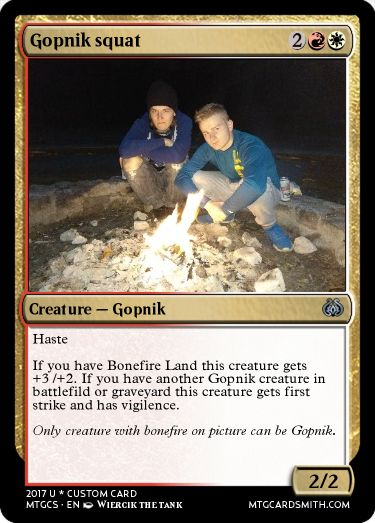 Gopnik squat 2
Creature — Gopnik
Haste
If you have Bonefire Land this creature gets
+3 /+2. If you have another Gopnik creature in
battlefild or graveyard this creature gets first
strike and has vigilence.
Only creature with bonefire on picture can be Gopnik.
2/2
2017 U * CUSTOM CARD
MTGCS · EN WIERCIK THE TANK
MTGCARDSMITH.COM